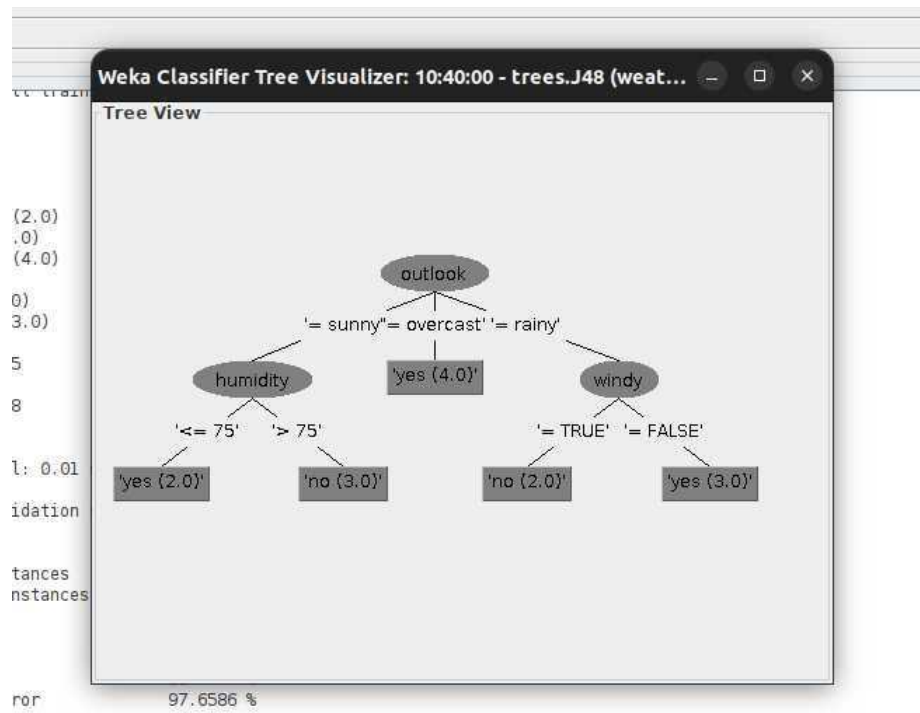 Weka Classifier Tree Visualizer: 10:40:00 - trees.J48 (weat...
Tree View
(2.0)
.0)
(4.0)
0)
3.0)
5
8
l: 0.01
idation
tances
nstances
ror 97.6586 %
outlook
'= sunny''= overcast' '= rainy'
humidity 'yes (4.0)' windy
'<= 75' '> 75' '= TRUE' '= FALSE'
'yes (2.0)' 'no (3.0)' 'no (2.0)' 'yes (3.0)'